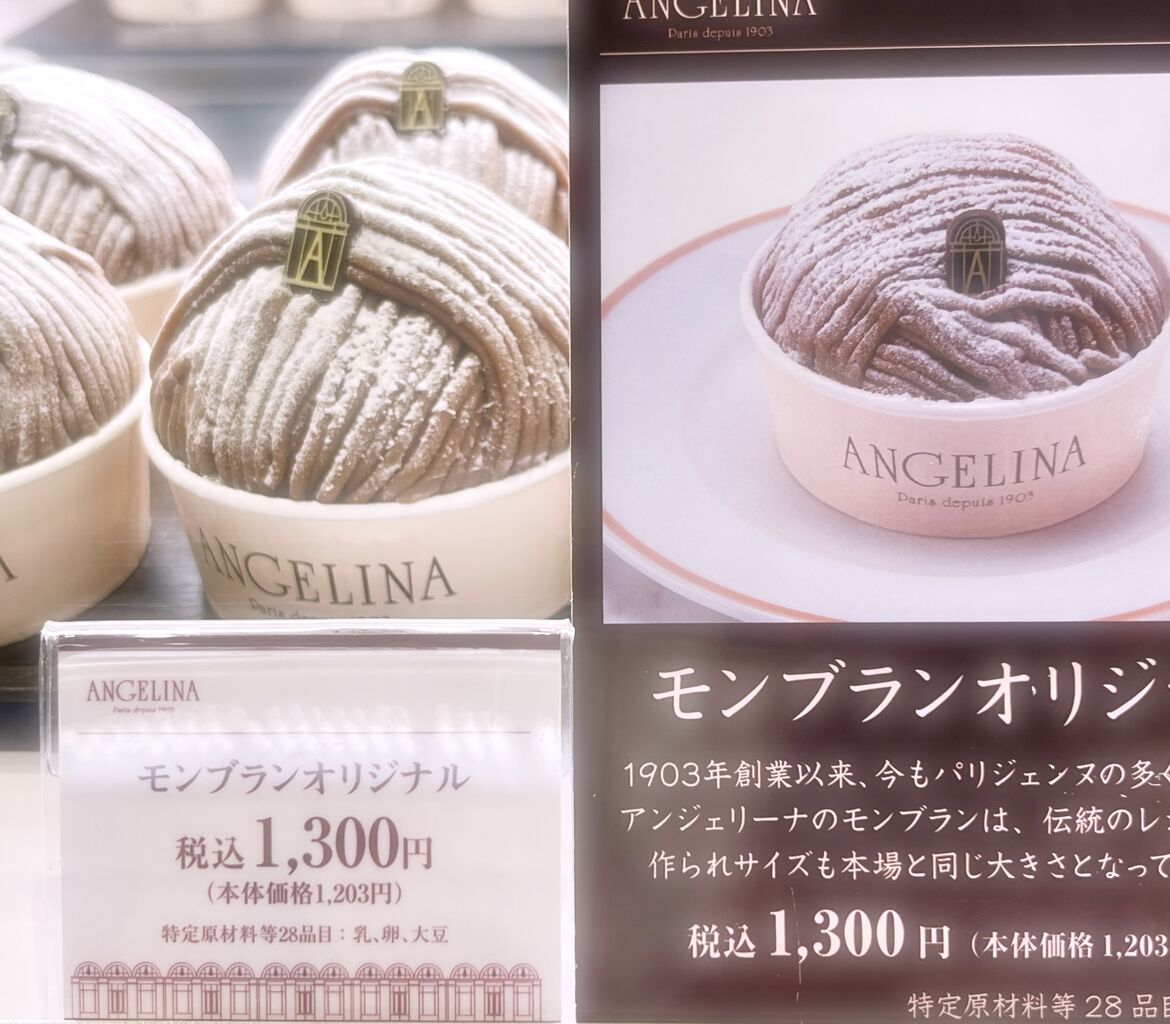 A
A
ANGELINA
Paris depuis 1903
ANGELINA
Paris depuis 1903
モンブランオリジナル
税込1,300円
(本体価格1,203円)
特定原材料等28品目：乳、卵、大豆
ANGELINA
Paris depuis 1903
A
ANGELINA
Paris depuis 1903
モンブランオリジ
1903年創業以来、今もパリジェンヌの多く
アンジェリーナのモンブランは、伝統のレ
作られサイズも本場と同じ大きさとなって
税込 1,300 円 (本体価格 1,203
特定原材料等 28 品目